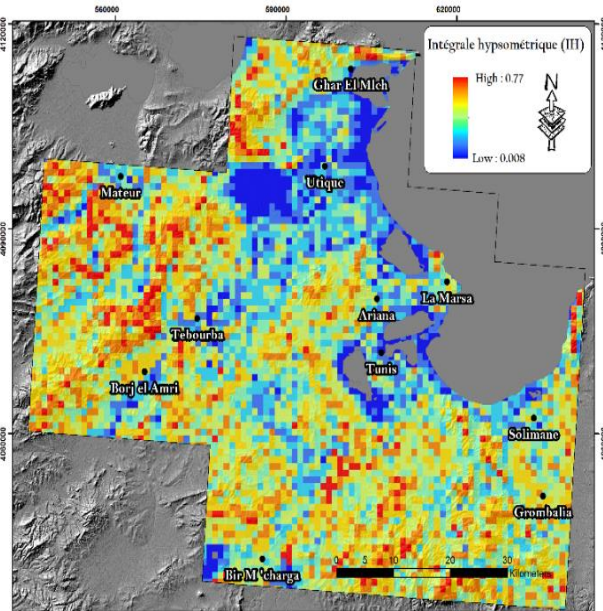 560000
590000
620000
4120000
Intégrale hypsométrique (IH)
High : 0.77
N
Low : 0.008
Ghar El Mleh
Utique
Mateur
4090000
La Marsa
Ariana
Tebourba
Tunis
Borj el Amri
Solimane
4060000
Grombalia
Bir M 'charga
0 5 10 20 30
Kilometers